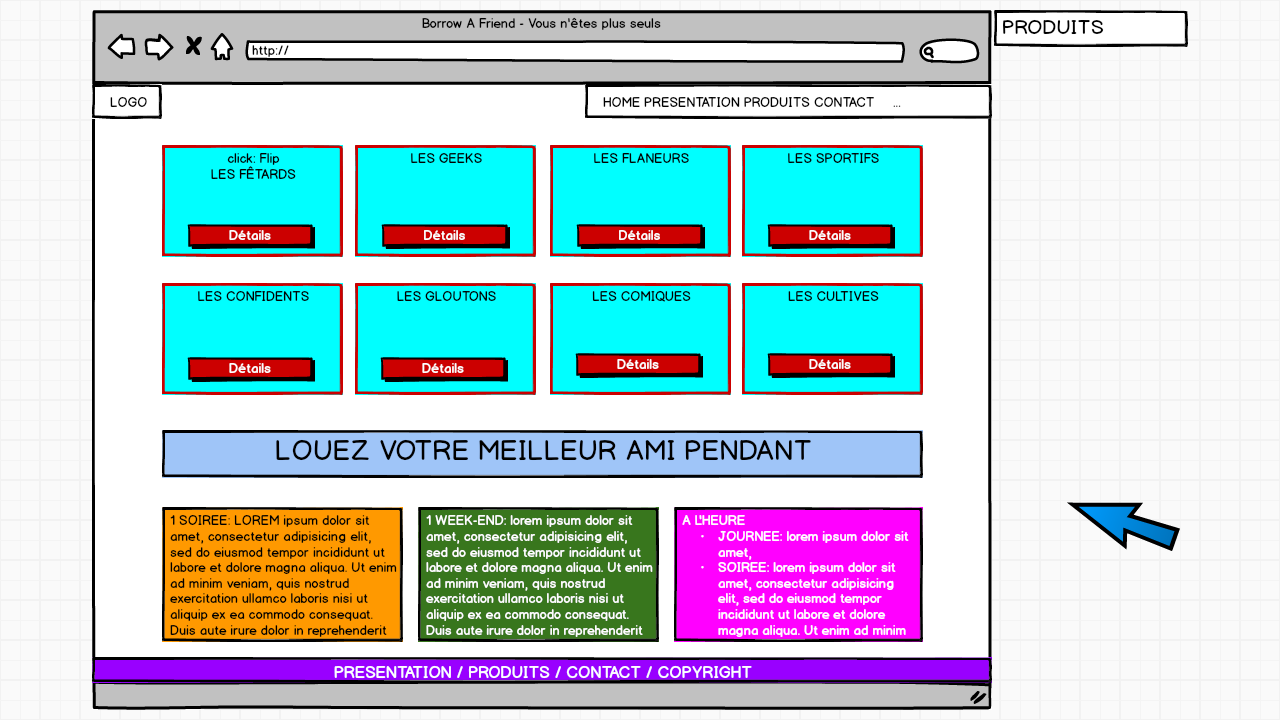 Borrow A Friend - Vous n'êtes plus seuls
PRODUITS
http://
LOGO
HOME PRESENTATION PRODUITS CONTACT ...
click: Flip
LES FÊTARDS
Détails
LES GEEKS
Détails
LES FLANEURS
Détails
LES SPORTIFS
Détails
LES CONFIDENTS
Détails
LES GLOUTONS
Détails
LES COMIQUES
Détails
LES CULTIVES
Détails
LOUEZ VOTRE MEILLEUR AMI PENDANT
1 SOIREE: LOREM ipsum dolor sit
amet, consectetur adipisicing elit,
sed do eiusmod tempor incididunt ut
labore et dolore magna aliqua. Ut enim
ad minim veniam, quis nostrud
exercitation ullamco laboris nisi ut
aliquip ex ea commodo consequat.
Duis aute irure dolor in reprehenderit
1 WEEK-END: lorem ipsum dolor sit
amet, consectetur adipisicing elit,
sed do eiusmod tempor incididunt ut
labore et dolore magna aliqua. Ut enim
ad minim veniam, quis nostrud
exercitation ullamco laboris nisi ut
aliquip ex ea commodo consequat.
Duis aute irure dolor in reprehenderit
A L'HEURE
• JOURNEE: lorem ipsum dolor sit
amet,
• SOIREE: lorem ipsum dolor sit
amet, consectetur adipisicing
elit, sed do eiusmod tempor
incididunt ut labore et dolore
magna aliqua. Ut enim ad minim
PRESENTATION / PRODUITS / CONTACT / COPYRIGHT